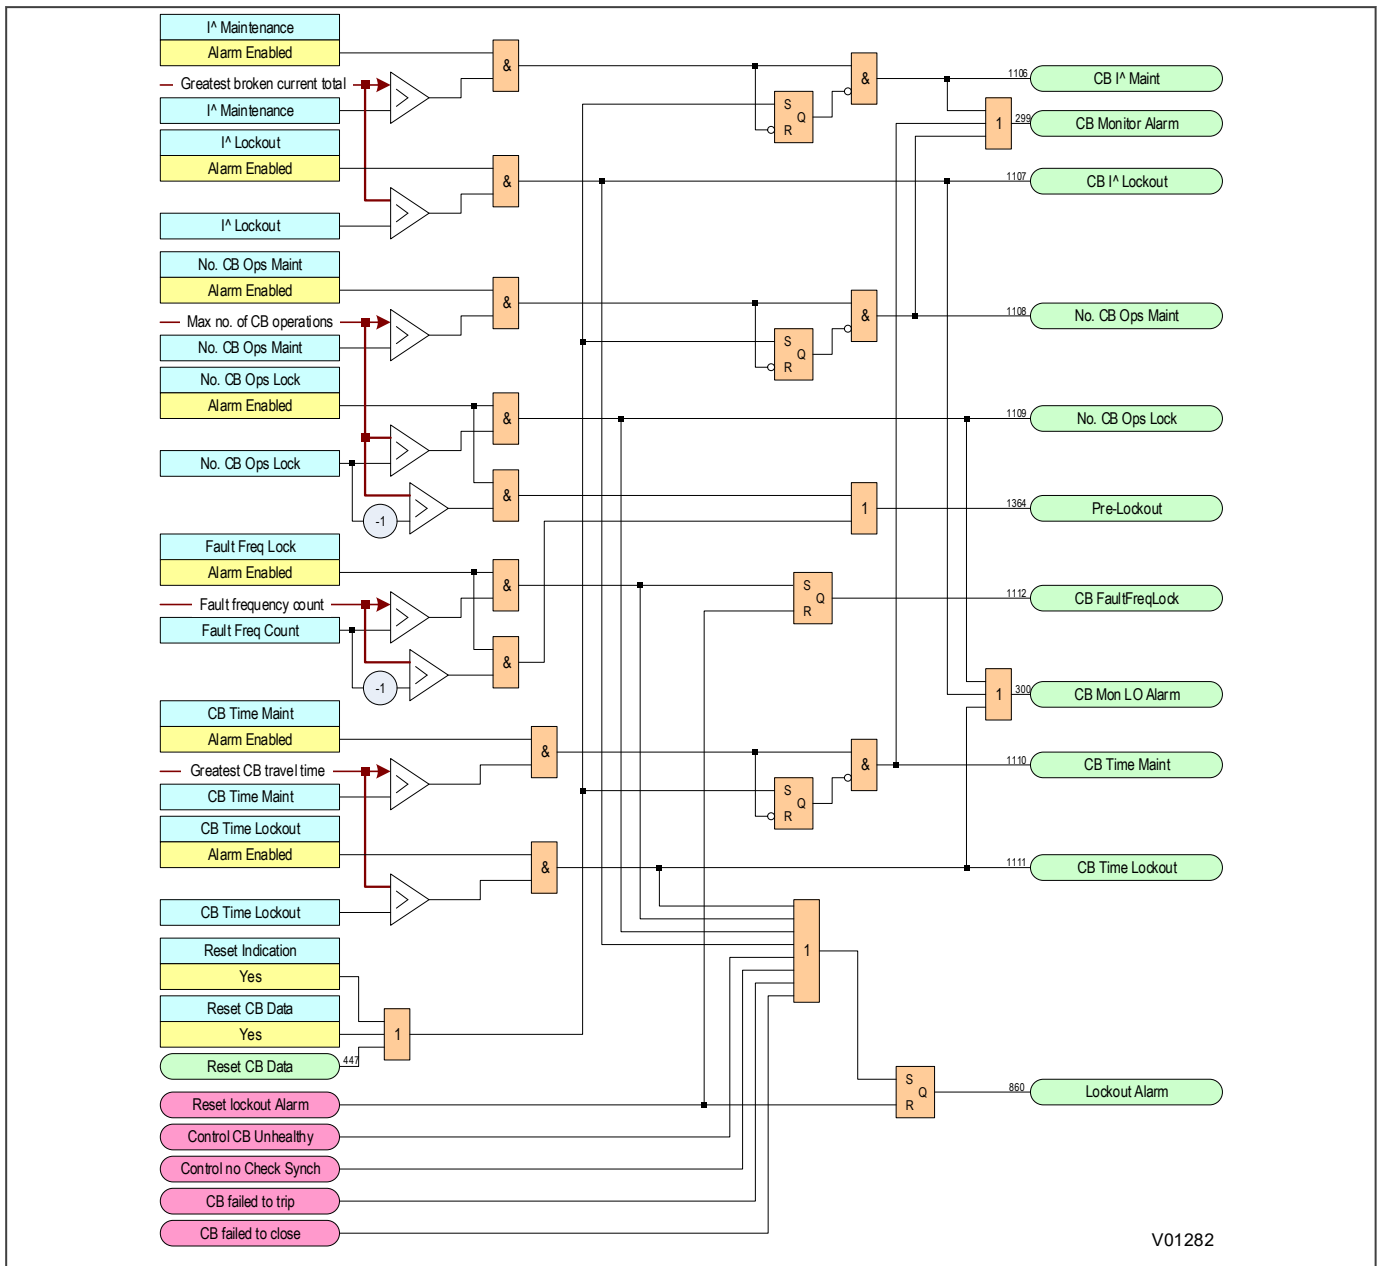 I^ Maintenance
Alarm Enabled
Greatest broken current total
I^ Maintenance
I^ Lockout
Alarm Enabled
I^ Lockout
No. CB Ops Maint
Alarm Enabled
Max no. of CB operations
No. CB Ops Maint
No. CB Ops Lock
Alarm Enabled
No. CB Ops Lock
-1
Fault Freq Lock
Alarm Enabled
Fault frequency count
Fault Freq Count
-1
CB Time Maint
Alarm Enabled
Greatest CB travel time
CB Time Maint
CB Time Lockout
Alarm Enabled
CB Time Lockout
Reset Indication
Yes
Reset CB Data
Yes
Reset CB Data
447
Reset lockout Alarm
Control CB Unhealthy
Control no Check Synch
CB failed to trip
CB failed to close
&
&
&
&
&
&
&
&
&
1
S
Q
R
&
S
Q
R
&
1
S
Q
R
S
Q
R
&
1
S
Q
R
1
1
1106
CB I^ Maint
299
CB Monitor Alarm
1107
CB I^ Lockout
1108
No. CB Ops Maint
1109
No. CB Ops Lock
1364
Pre-Lockout
1112
CB FaultFreqLock
300
CB Mon LO Alarm
1110
CB Time Maint
1111
CB Time Lockout
860
Lockout Alarm
V01282